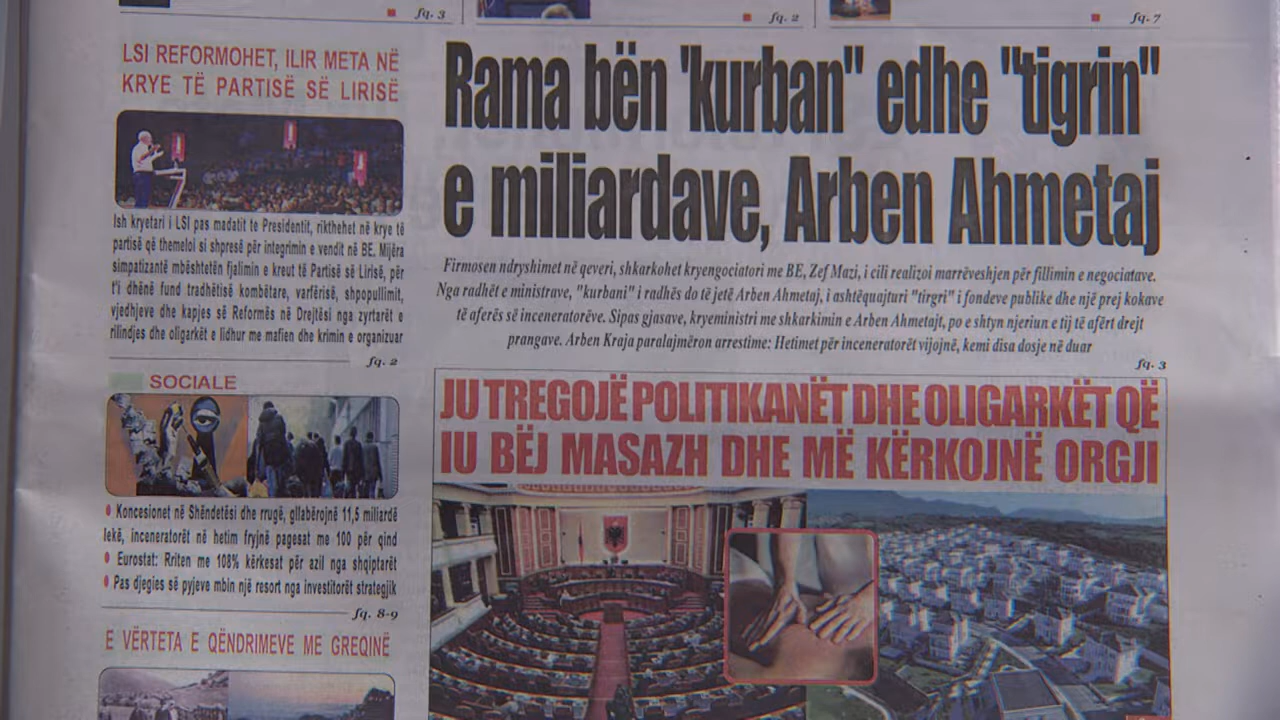 fq. 3
fq. 2
fq. 7
LSI REFORMOHET, ILIR META NË
KRYE TË PARTISË SË LIRISË
Ish kryetari i LSI pas madatit te Presidentit, rikthehet në krye të
partisë që themeloi si shpresë për integrimin e vendit në BE. Mijëra
simpatizantë mbështetën fjalimin e kreut të Partisë së Lirisë, për
t'i dhënë fund tradhëtisë kombëtare, varfërisë, shpopullimit,
vjedhjeve dhe kapjes së Reformës në Drejtësi nga zyrtarët e
rilindjes dhe oligarkët e lidhur me mafien dhe krimin e organizuar
fq. 2
SOCIALE
Koncesionet në Shëndetësi dhe rrugë, gllabërojnë 11,5 miliardë
lekë, inceneratorët në hetim fryjnë pagesat me 100 për qind
Eurostat: Rriten me 108% kërkesat për azil nga shqiptarët
Pas djegies së pyjeve mbin një resort nga investitorët strategjik
fq. 8-9
E VËRTETA E QËNDRIMEVE ME GREQINË
Rama bën 'kurban" edhe "tigrin"
e miliardave, Arben Ahmetaj
Firmosen ndryshimet në qeveri, shkarkohet kryengociatori me BE, Zef Mazi, i cili realizoi marrëveshjen për fillimin e negociatave.
Nga radhët e ministrave, "kurbani" i radhës do të jetë Arben Ahmetaj, i ashtëquajturi "tirgri" i fondeve publike dhe një prej kokave
të aferës së inceneratorëve. Sipas gjasave, kryeministri me shkarkimin e Arben Ahmetajt, po e shtyn njeriun e tij të afërt drejt
prangave. Arben Kraja paralajmëron arrestime: Hetimet për inceneratorët vijojnë, kemi disa dosje në duar
fq. 3
JU TREGOJË POLITIKANËT DHE OLIGARKËT QË
IU BËJ MASAZH DHE MË KËRKOJNË ORGJI